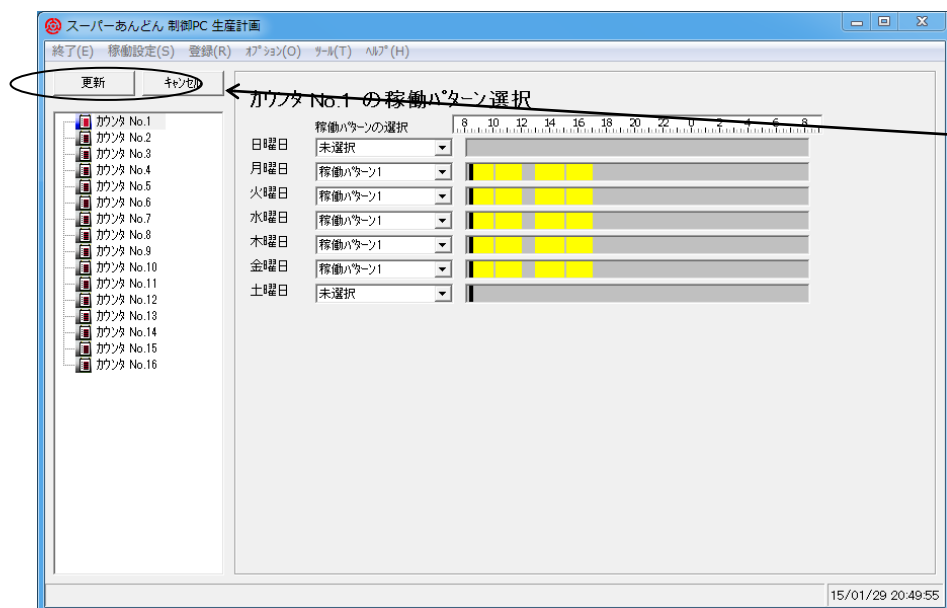 スーパーあんどん 制御PC 生産計画
終了(E) 稼働設定(S) 登録(R) ｵﾌﾟｼｮﾝ(O) ﾂｰﾙ(T) ﾍﾙﾌﾟ(H)
更新 ｷｬﾝｾﾙ
ｶｳﾝﾀ No.1 の稼働ﾊﾟﾀｰﾝ選択
稼働ﾊﾟﾀｰﾝの選択 8 10 12 14 16 18 20 22 0 2 4 6 8
日曜日 未選択
月曜日 稼働ﾊﾟﾀｰﾝ1
火曜日 稼働ﾊﾟﾀｰﾝ1
水曜日 稼働ﾊﾟﾀｰﾝ1
木曜日 稼働ﾊﾟﾀｰﾝ1
金曜日 稼働ﾊﾟﾀｰﾝ1
土曜日 未選択
ｶｳﾝﾀ No.1
ｶｳﾝﾀ No.2
ｶｳﾝﾀ No.3
ｶｳﾝﾀ No.4
ｶｳﾝﾀ No.5
ｶｳﾝﾀ No.6
ｶｳﾝﾀ No.7
ｶｳﾝﾀ No.8
ｶｳﾝﾀ No.9
ｶｳﾝﾀ No.10
ｶｳﾝﾀ No.11
ｶｳﾝﾀ No.12
ｶｳﾝﾀ No.13
ｶｳﾝﾀ No.14
ｶｳﾝﾀ No.15
ｶｳﾝﾀ No.16
15/01/29 20:49:55